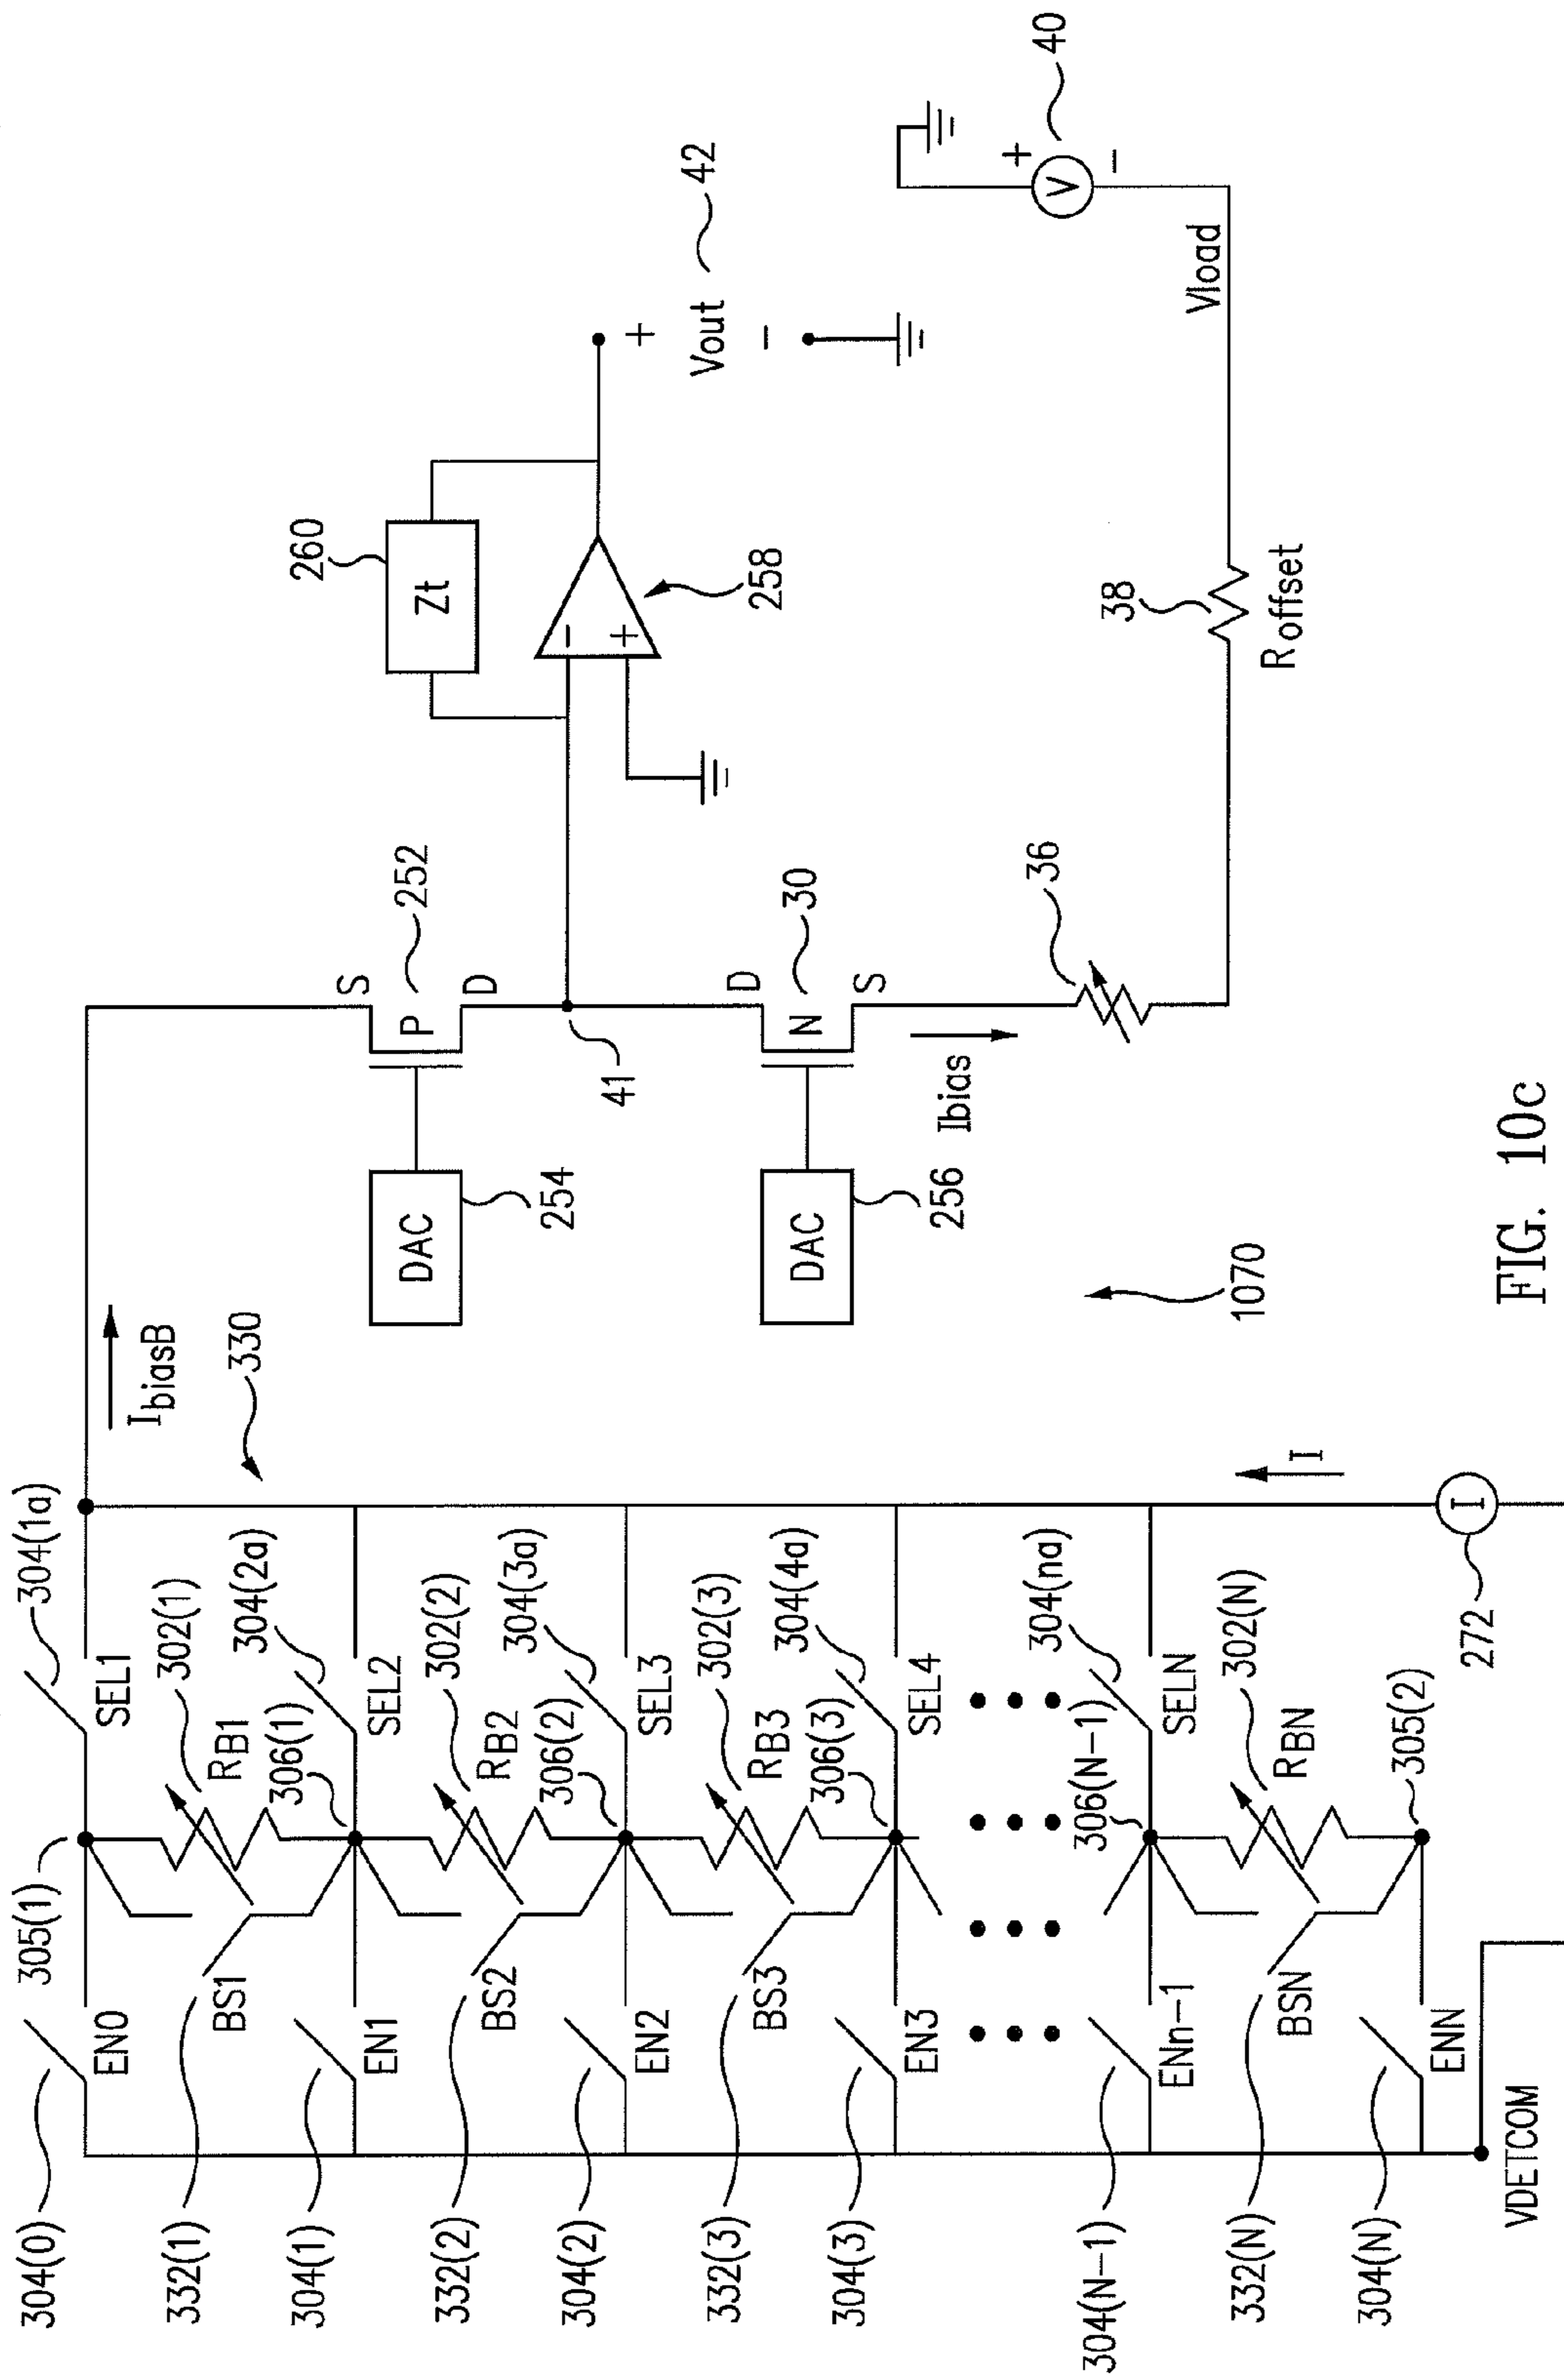 304(0)
332(1)
304(1)
332(2)
304(2)
332(3)
304(3)
304(N-1)
332(N)
304(N)
VDETCOM
EN0
BS1
EN1
BS2
EN2
BS3
EN3
ENn-1
BSN
ENN
305(1)
306(1)
306(2)
306(3)
306(N-1)
305(2)
RB1
RB2
RB3
RBN
SEL1
SEL2
SEL3
SEL4
SELN
302(1)
302(2)
302(3)
302(N)
304(1a)
304(2a)
304(3a)
304(4a)
304(na)
272
I
I
IbiasB
330
1070
DAC
254
DAC
256
S
P
D
252
41
D
N
S
30
Ibias
36
260
Zt
-
+
258
+
Vout
-
42
38
Roffset
Vload
+
V
-
40
FIG. 10c